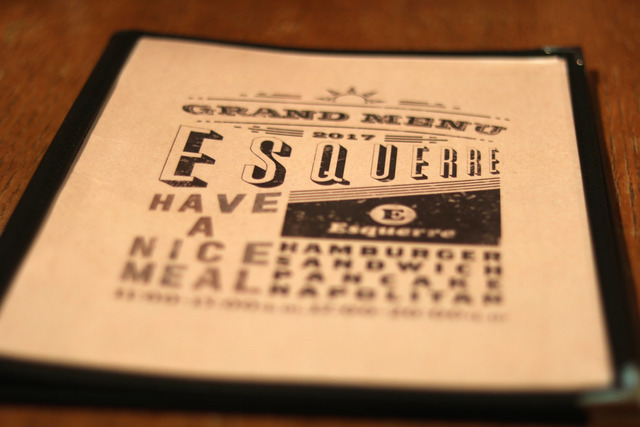 GRAND MENU
2017
ESQUERRE
HAVE
A
NICE
MEAL
E
Esquerre
HAMBURGER
SANDWICH
PANCAKE
NAPOLITAN